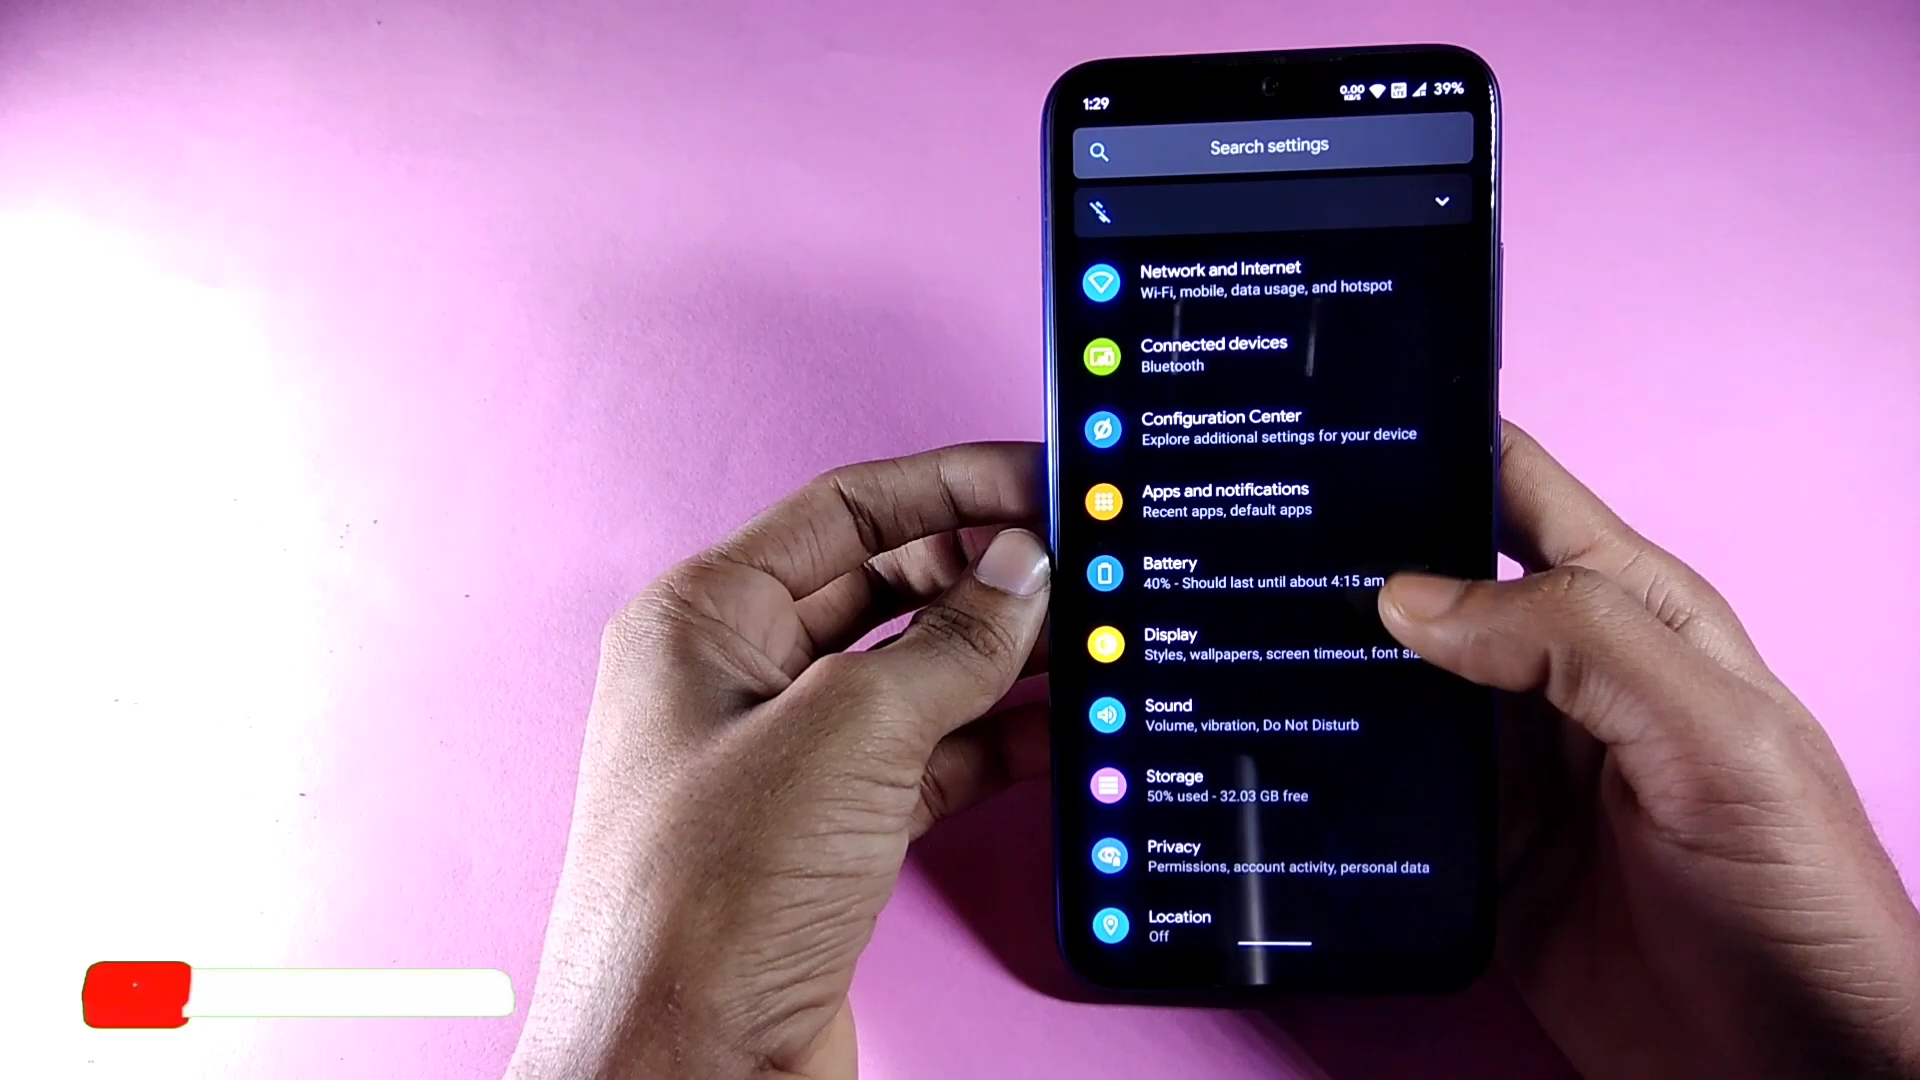 1:29
0.00 KB/S
39%
Search settings
Network and Internet
Wi-Fi, mobile, data usage, and hotspot
Connected devices
Bluetooth
Configuration Center
Explore additional settings for your device
Apps and notifications
Recent apps, default apps
Battery
40% - Should last until about 4:15 am
Display
Styles, wallpapers, screen timeout, font
Sound
Volume, vibration, Do Not Disturb
Storage
50% used - 32.03 GB free
Privacy
Permissions, account activity, personal data
Location
Off